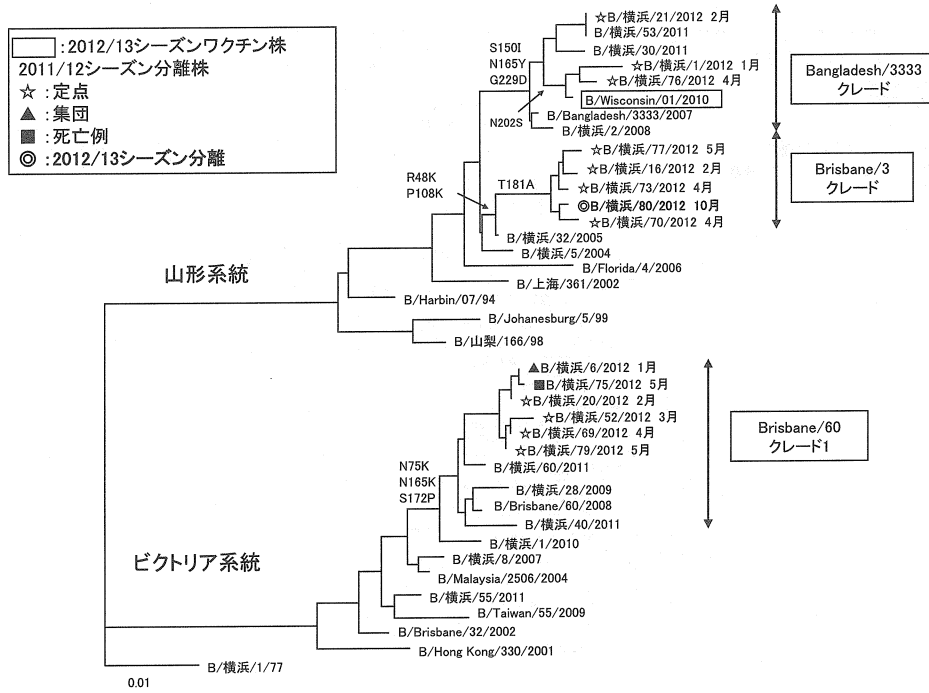 :2012/13シーズンワクチン株
2011/12シーズン分離株
☆ :定点
▲ :集団
■ :死亡例
◎ :2012/13シーズン分離
☆B/横浜/21/2012 2月
B/横浜/53/2011
B/横浜/30/2011
S150I
N165Y
G229D
☆B/横浜/1/2012 1月
☆B/横浜/76/2012 4月
B/Wisconsin/01/2010
N202S
B/Bangladesh/3333/2007
B/横浜/2/2008
Bangladesh/3333
クレード
☆B/横浜/77/2012 5月
☆B/横浜/16/2012 2月
R48K
P108K
T181A
☆B/横浜/73/2012 4月
◎B/横浜/80/2012 10月
☆B/横浜/70/2012 4月
Brisbane/3
クレード
B/横浜/32/2005
B/横浜/5/2004
B/Florida/4/2006
山形系統
B/上海/361/2002
B/Harbin/07/94
B/Johanesburg/5/99
B/山梨/166/98
▲B/横浜/6/2012 1月
■B/横浜/75/2012 5月
☆B/横浜/20/2012 2月
☆B/横浜/52/2012 3月
☆B/横浜/69/2012 4月
☆B/横浜/79/2012 5月
Brisbane/60
クレード1
B/横浜/60/2011
N75K
N165K
S172P
B/横浜/28/2009
B/Brisbane/60/2008
B/横浜/40/2011
B/横浜/1/2010
ビクトリア系統
B/横浜/8/2007
B/Malaysia/2506/2004
B/横浜/55/2011
B/Taiwan/55/2009
B/Brisbane/32/2002
B/Hong Kong/330/2001
B/横浜/1/77
0.01